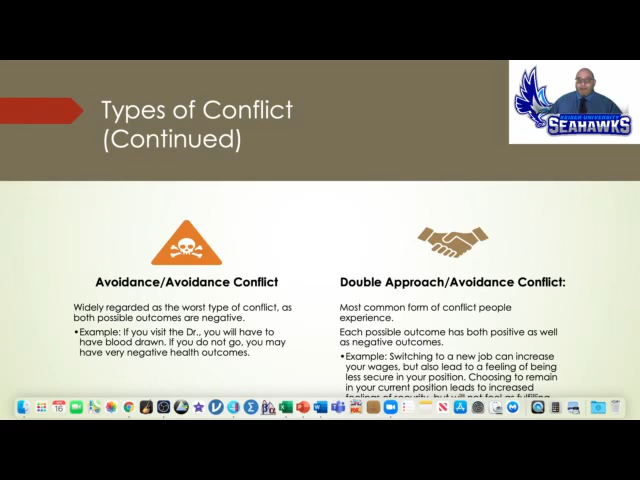 Types of Conflict
(Continued)
KEISER UNIVERSITY
SEAHAWKS
Avoidance/Avoidance Conflict
Widely regarded as the worst type of conflict, as
both possible outcomes are negative.
•Example: If you visit the Dr., you will have to
have blood drawn. If you do not go, you may
have very negative health outcomes.
Double Approach/Avoidance Conflict:
Most common form of conflict people
experience.
Each possible outcome has both positive as well
as negative outcomes.
•Example: Switching to a new job can increase
your wages, but also lead to a feeling of being
less secure in your position. Choosing to remain
in your current position leads to increased
feelings of security, but will not feel as fulfilling
16